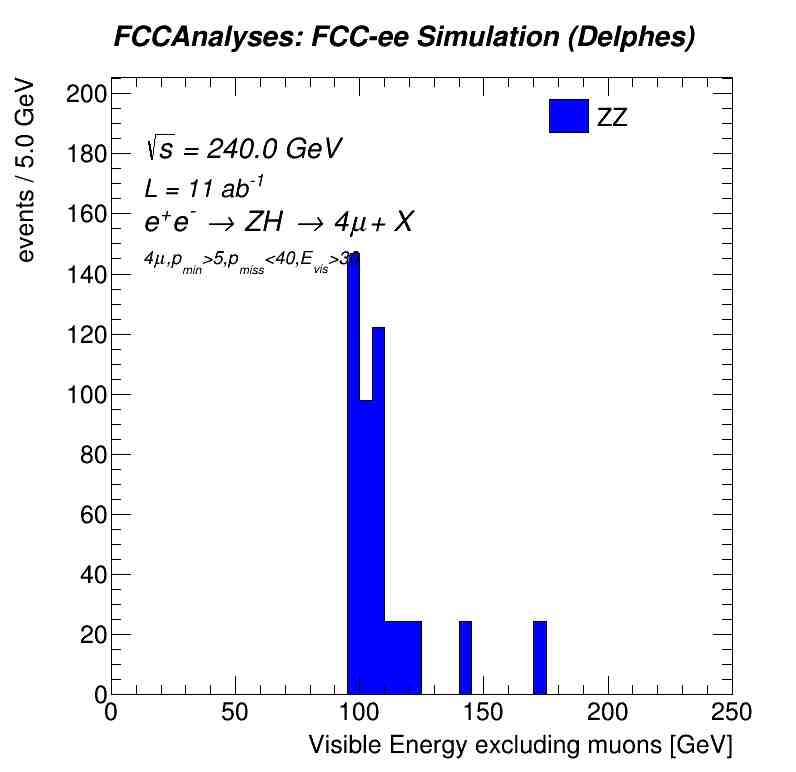 FCCAnalyses: FCC-ee Simulation (Delphes)
events / 5.0 GeV
200
180
160
140
120
100
80
60
40
20
0
√s = 240.0 GeV
L = 11 ab⁻¹
e⁺e⁻ → ZH → 4μ + X
4μ,p_min>5,p_miss<40,E_vis>30
ZZ
0 50 100 150 200 250
Visible Energy excluding muons [GeV]